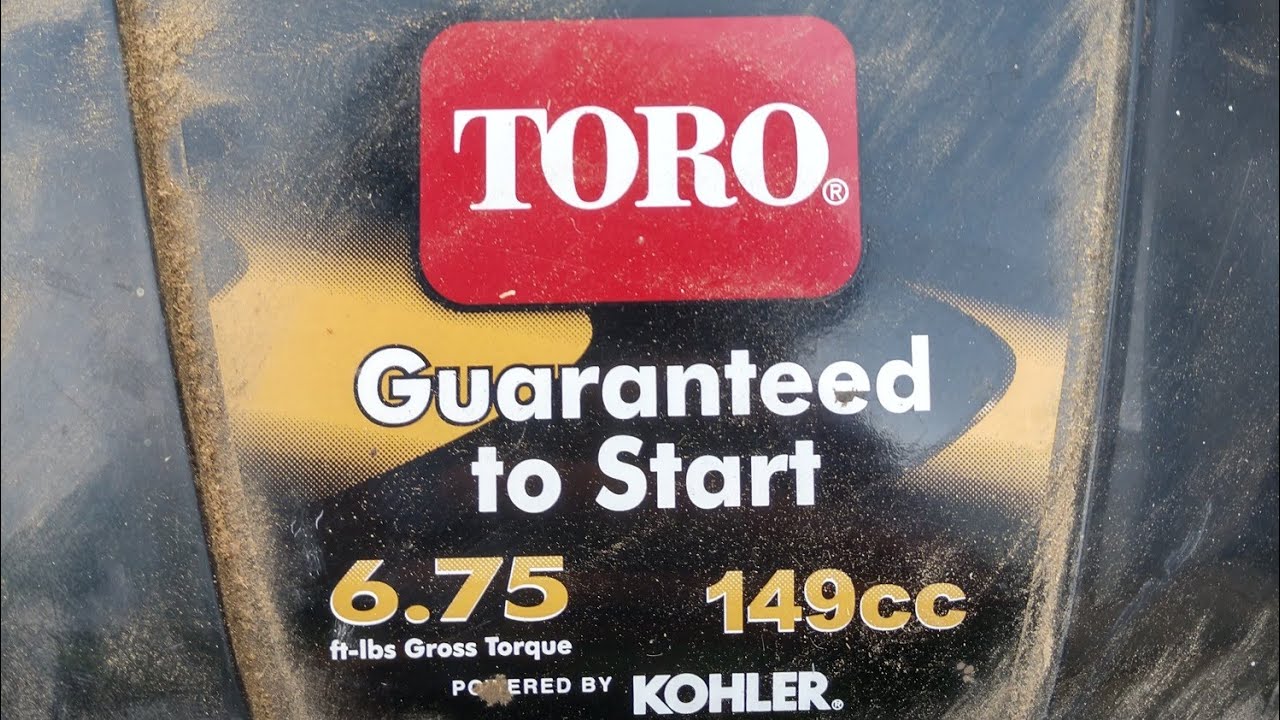 TORO®
Guaranteed
to Start
6.75
ft-lbs Gross Torque
149cc
POWERED BY KOHLER®